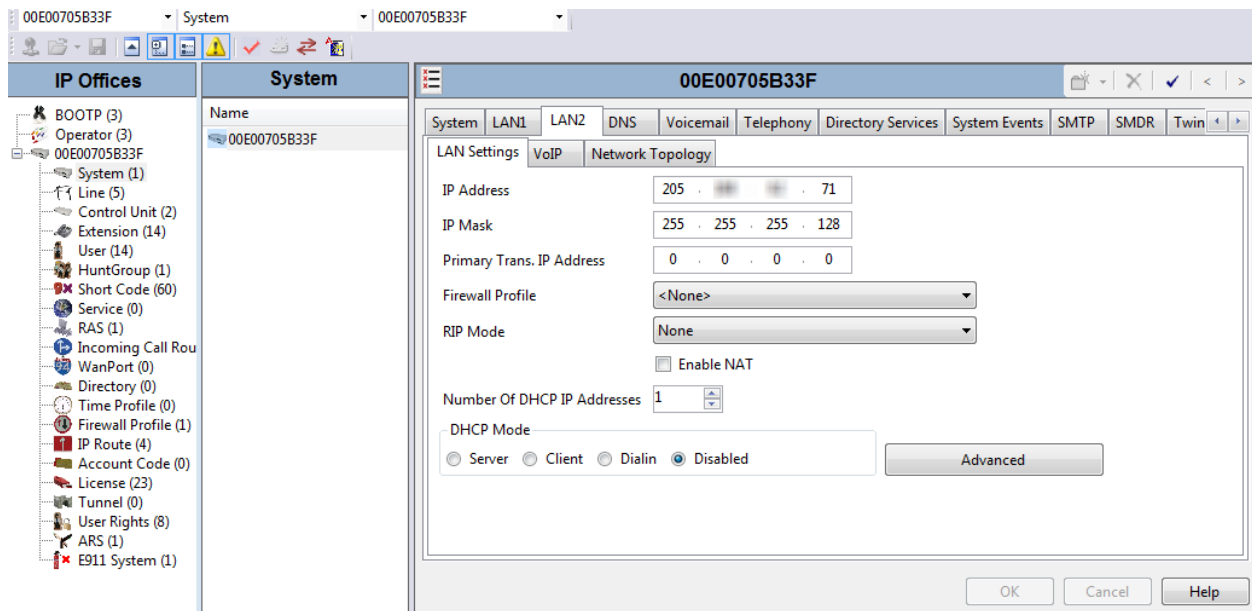 00E00705B33F System 00E00705B33F
IP Offices
BOOTP (3)
Operator (3)
00E00705B33F
System (1)
Line (5)
Control Unit (2)
Extension (14)
User (14)
HuntGroup (1)
Short Code (60)
Service (0)
RAS (1)
Incoming Call Rou
WanPort (0)
Directory (0)
Time Profile (0)
Firewall Profile (1)
IP Route (4)
Account Code (0)
License (23)
Tunnel (0)
User Rights (8)
ARS (1)
E911 System (1)
System
Name
00E00705B33F
00E00705B33F
System LAN1 LAN2 DNS Voicemail Telephony Directory Services System Events SMTP SMDR Twin
LAN Settings VoIP Network Topology
IP Address 205 . . . 71
IP Mask 255 . 255 . 255 . 128
Primary Trans. IP Address 0 . 0 . 0 . 0
Firewall Profile <None>
RIP Mode None
Enable NAT
Number Of DHCP IP Addresses 1
DHCP Mode
Server Client Dialin Disabled Advanced
OK Cancel Help